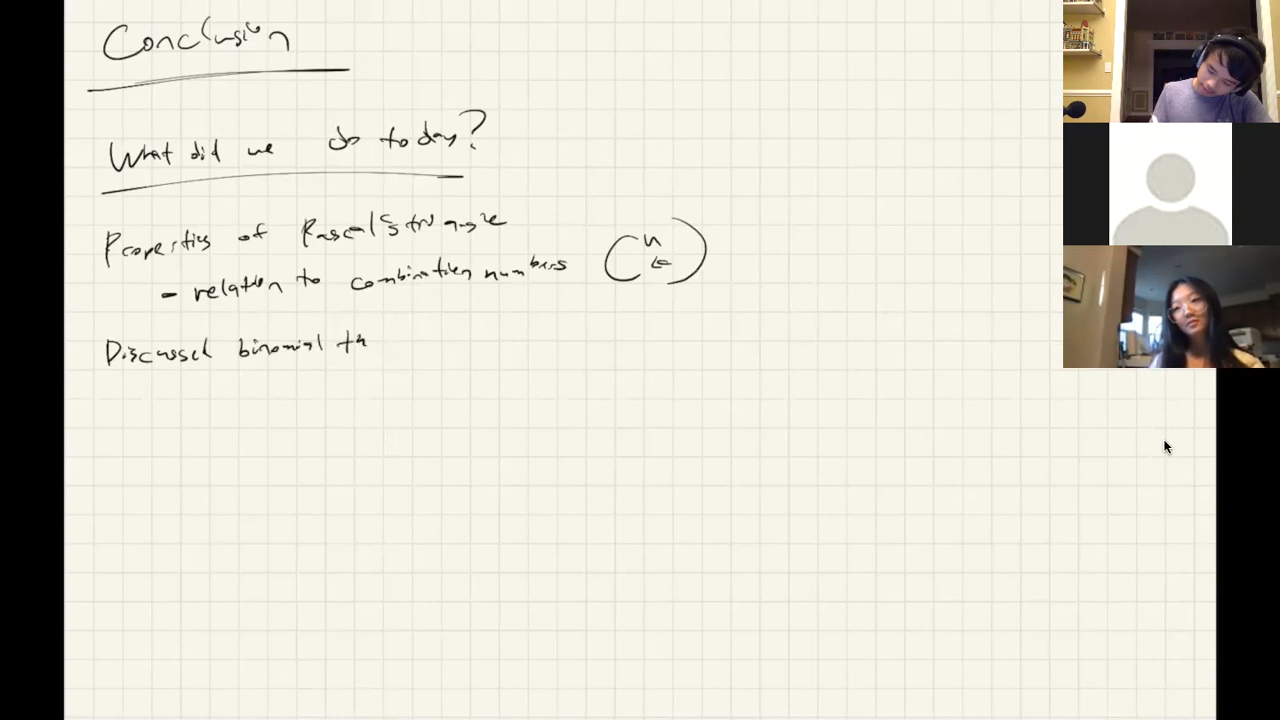 Conclusion
What did we do today?
Properties of Pascal's triangle
- relation to combination numbers (n k)
Discussed binomial th